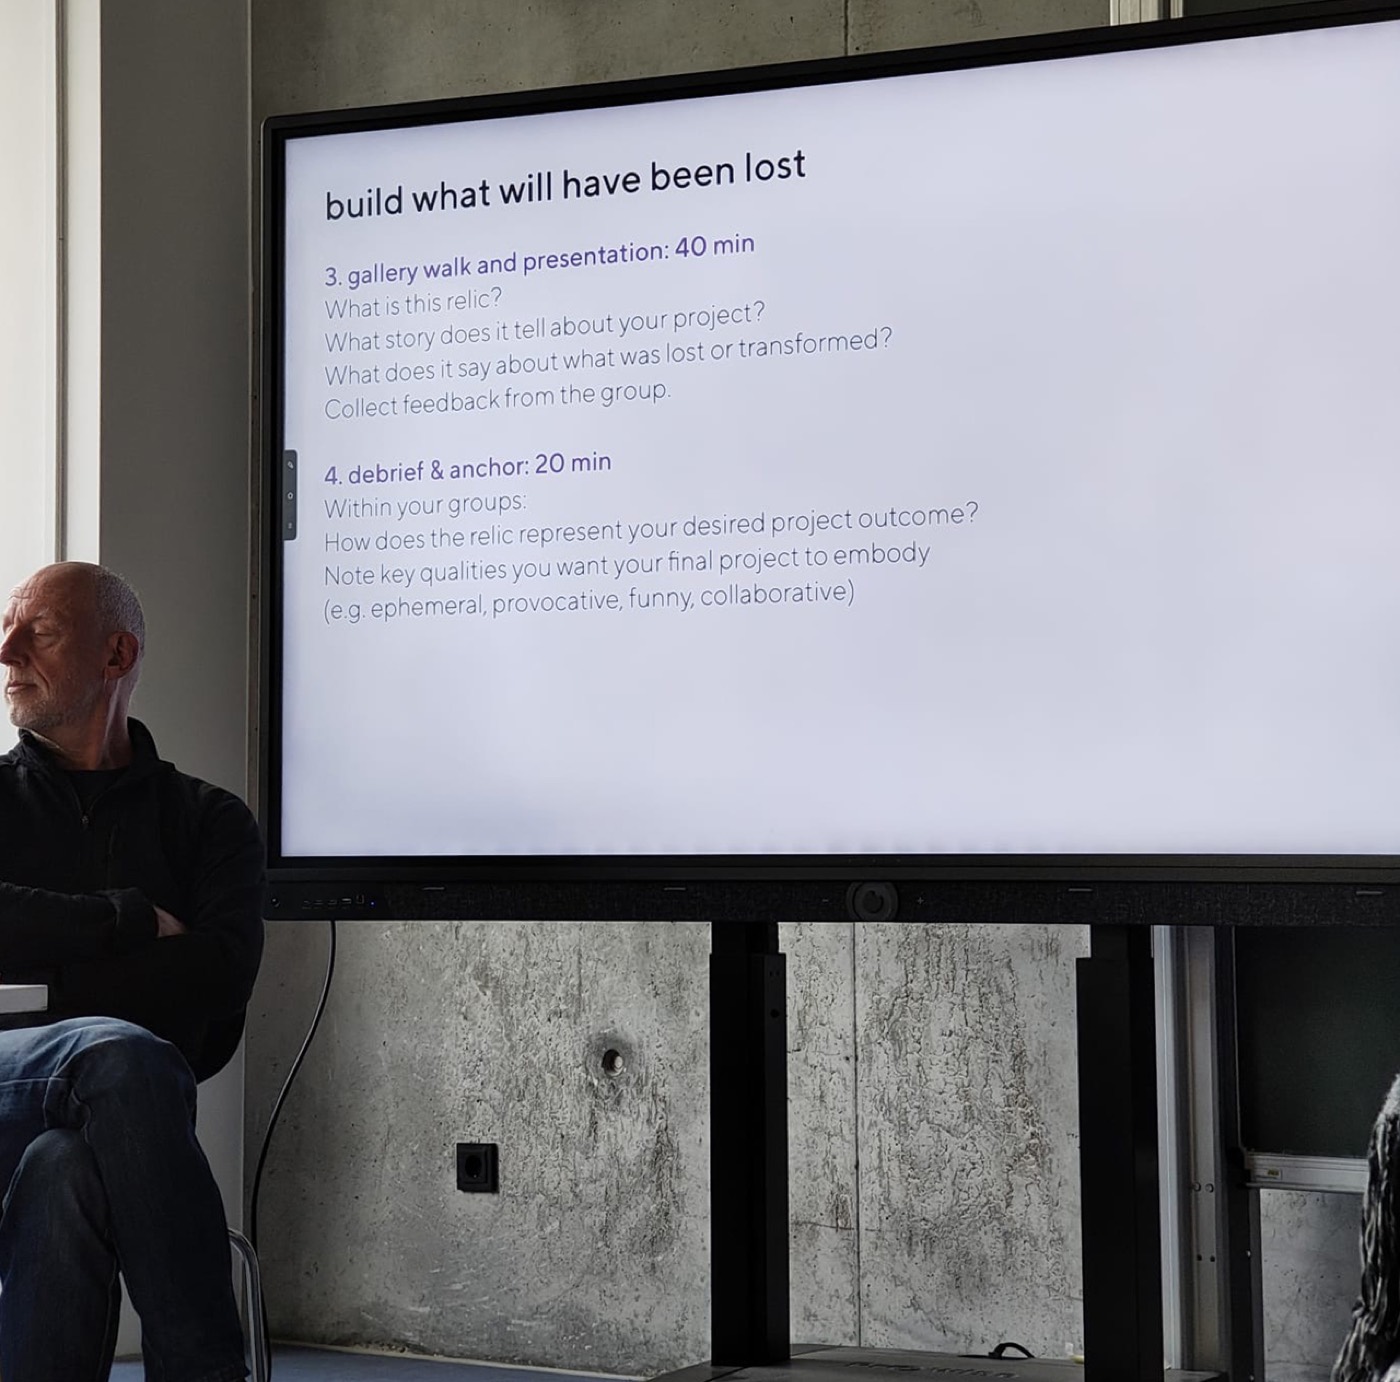 build what will have been lost
3. gallery walk and presentation: 40 min
What is this relic?
What story does it tell about your project?
What does it say about what was lost or transformed?
Collect feedback from the group.
4. debrief & anchor: 20 min
Within your groups:
How does the relic represent your desired project outcome?
Note key qualities you want your final project to embody
(e.g. ephemeral, provocative, funny, collaborative)